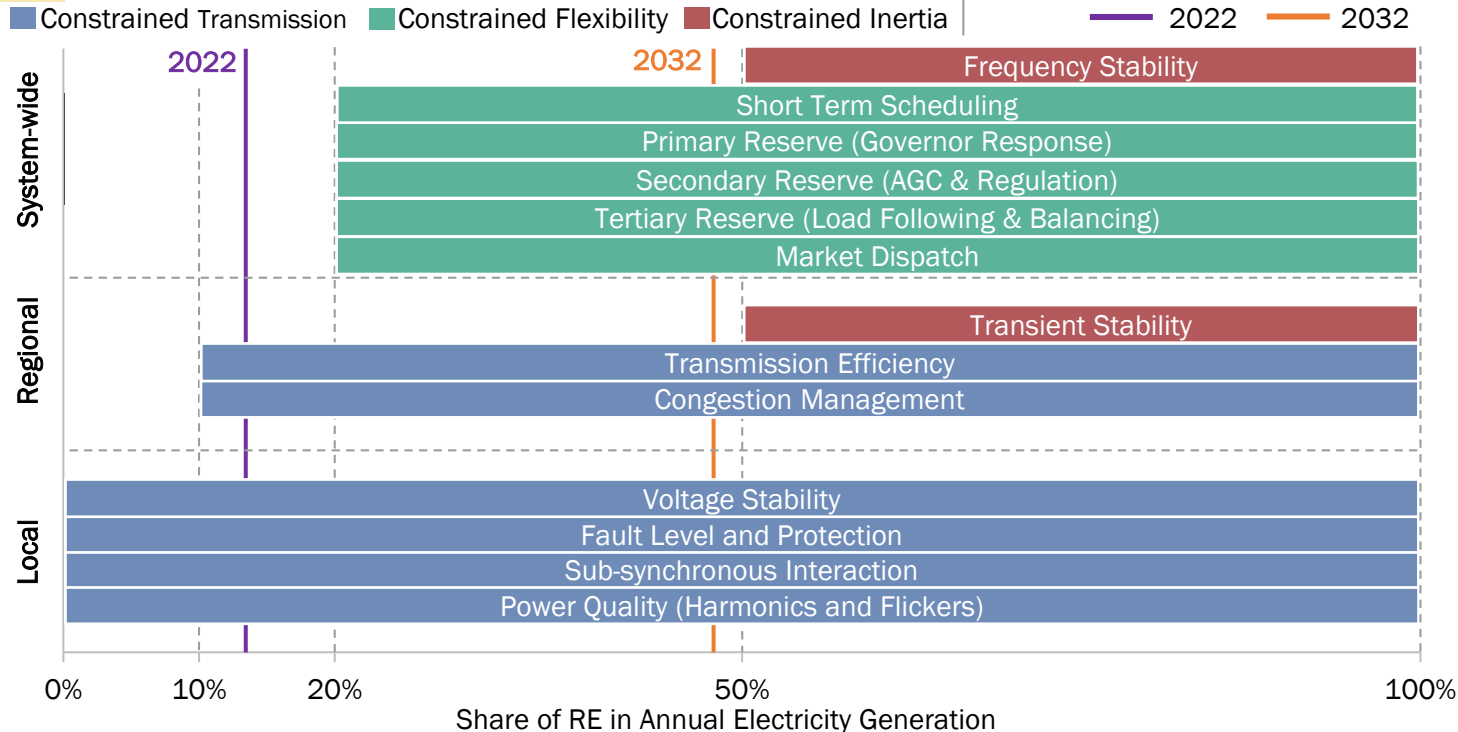 Constrained Transmission Constrained Flexibility Constrained Inertia 2022 2032
2022 2032
System-wide
Frequency Stability
Short Term Scheduling
Primary Reserve (Governor Response)
Secondary Reserve (AGC & Regulation)
Tertiary Reserve (Load Following & Balancing)
Market Dispatch
Regional
Transient Stability
Transmission Efficiency
Congestion Management
Local
Voltage Stability
Fault Level and Protection
Sub-synchronous Interaction
Power Quality (Harmonics and Flickers)
0% 10% 20% 50% 100%
Share of RE in Annual Electricity Generation